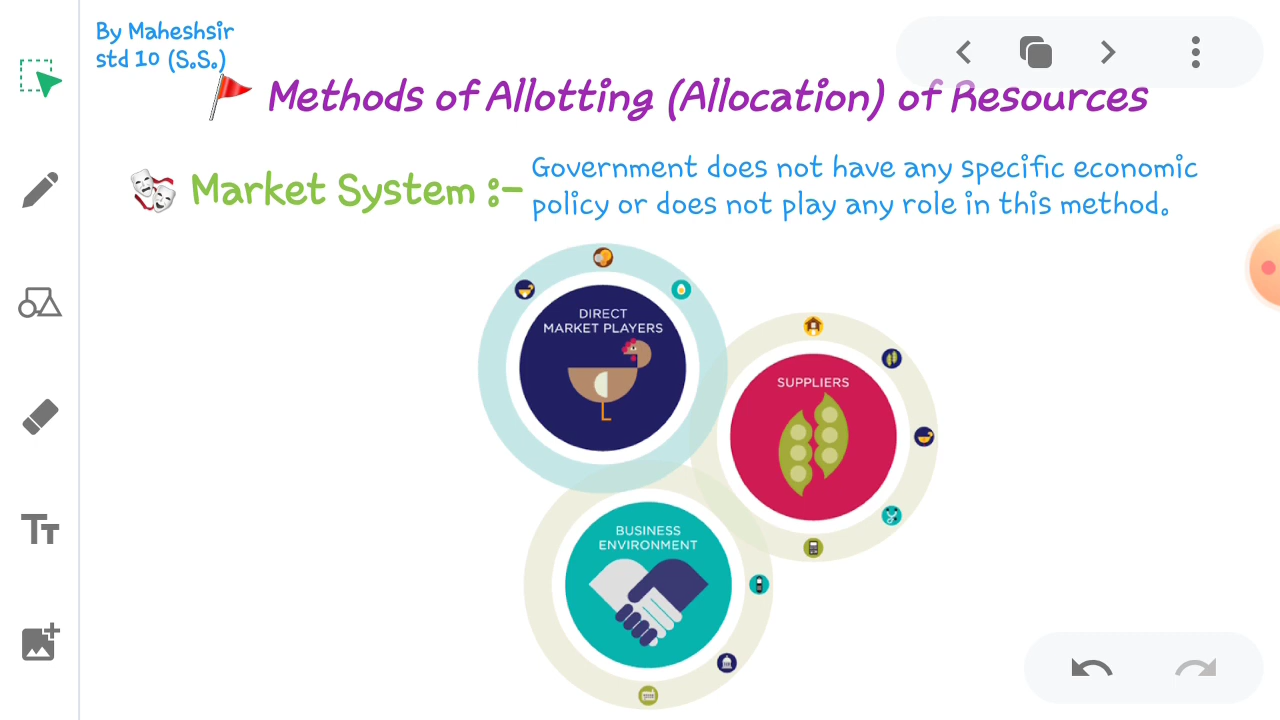 By Maheshsir
std 10 (S.S.)
Methods of Allotting (Allocation) of Resources
Market System :-
Government does not have any specific economic
policy or does not play any role in this method.
DIRECT
MARKET PLAYERS
SUPPLIERS
BUSINESS
ENVIRONMENT